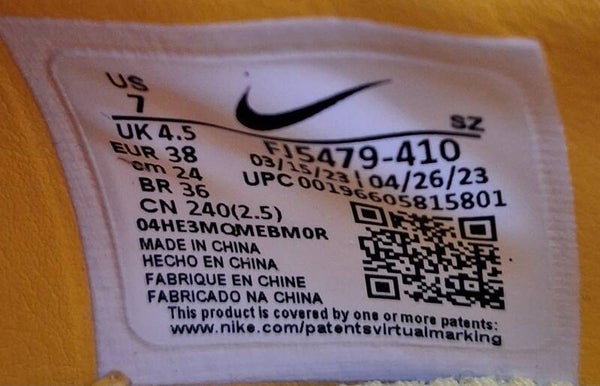 US
7
SZ
UK 4.5
FJ5479-410
EUR 38
03/15/23 | 04/26/23
cm 24
UPC 00196605815801
BR 36
CN 240(2.5)
04HE3MQMEBM0R
MADE IN CHINA
HECHO EN CHINA
FABRIQUE EN CHINE
FABRICADO NA CHINA
This product is covered by one or more patents:
www.nike.com/patentsvirtualmarking